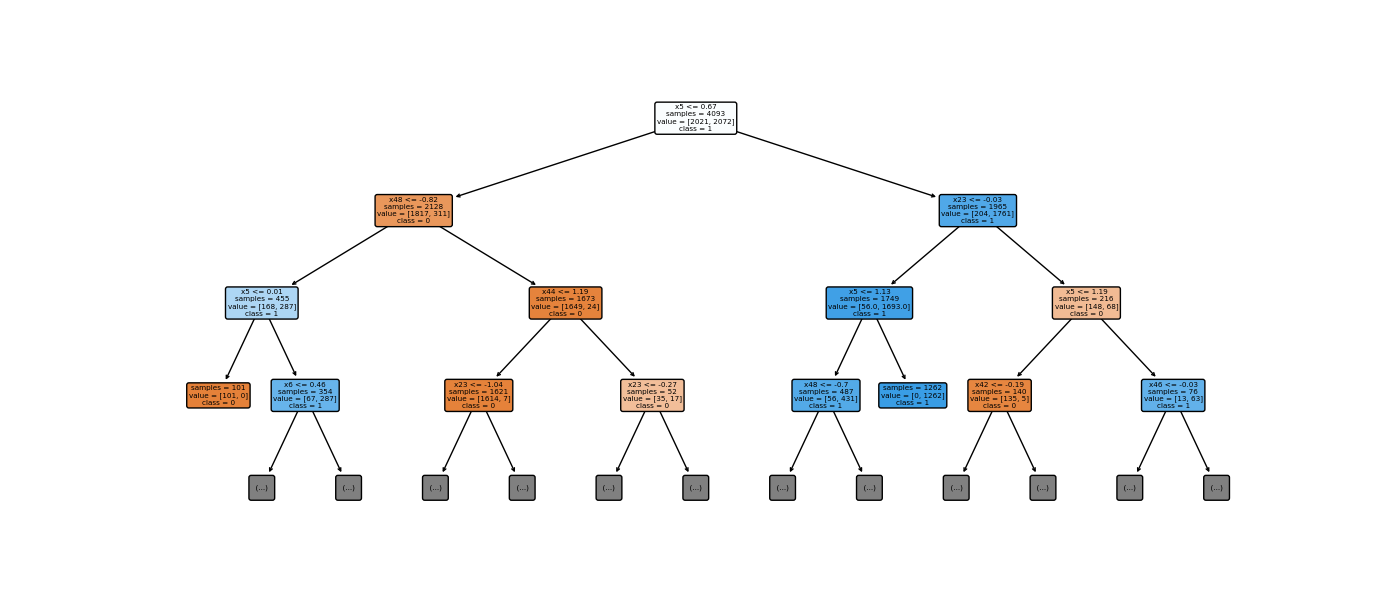 x5 <= 0.67
samples = 4093
value = [2021, 2072]
class = 1
x48 <= -0.82
samples = 2128
value = [1817, 311]
class = 0
x23 <= -0.03
samples = 1965
value = [204, 1761]
class = 1
x5 <= 0.01
samples = 455
value = [168, 287]
class = 1
x44 <= 1.19
samples = 1673
value = [1649, 24]
class = 0
x5 <= 1.13
samples = 1749
value = [56.0, 1693.0]
class = 1
x5 <= 1.19
samples = 216
value = [148, 68]
class = 0
samples = 101
value = [101, 0]
class = 0
x6 <= 0.46
samples = 354
value = [67, 287]
class = 1
x23 <= -1.04
samples = 1621
value = [1614, 7]
class = 0
x23 <= -0.27
samples = 52
value = [35, 17]
class = 0
x48 <= -0.7
samples = 487
value = [56, 431]
class = 1
samples = 1262
value = [0, 1262]
class = 1
x42 <= -0.19
samples = 140
value = [135, 5]
class = 0
x46 <= -0.03
samples = 76
value = [13, 63]
class = 1
(...)
(...)
(...)
(...)
(...)
(...)
(...)
(...)
(...)
(...)
(...)
(...)